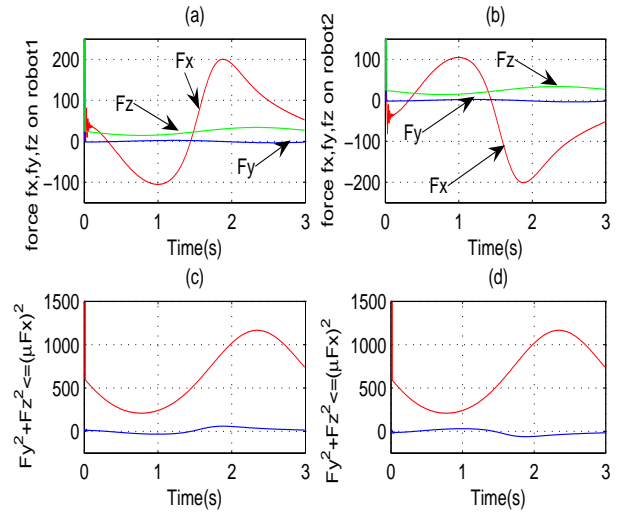 (a)
force fx,fy,fz on robot1
200
100
0
−100
Fx
Fz
Fy
0 1 2 3
Time(s)
(b)
force fx,fy,fz on robot2
100
0
−100
−200
Fz
Fy
Fx
0 1 2 3
Time(s)
(c)
Fy²+Fz²<=(μFx)²
1500
1000
500
0
0 1 2 3
Time(s)
(d)
Fy²+Fz²<=(μFx)²
1500
1000
500
0
0 1 2 3
Time(s)